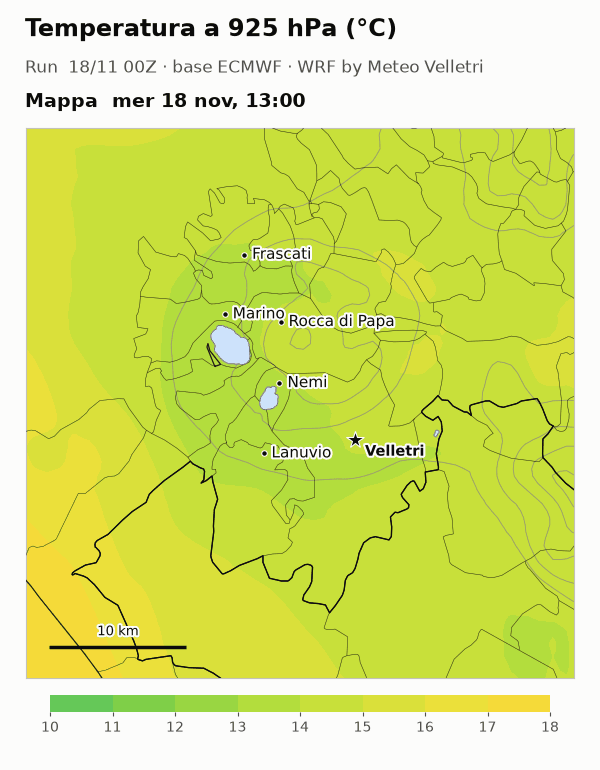 Temperatura a 925 hPa (°C)
Run  18/11 00Z · base ECMWF · WRF by Meteo Velletri
Mappa  mer 18 nov, 13:00
Frascati
Marino
Rocca di Papa
Nemi
Velletri
Lanuvio
10 km
10 11 12 13 14 15 16 17 18